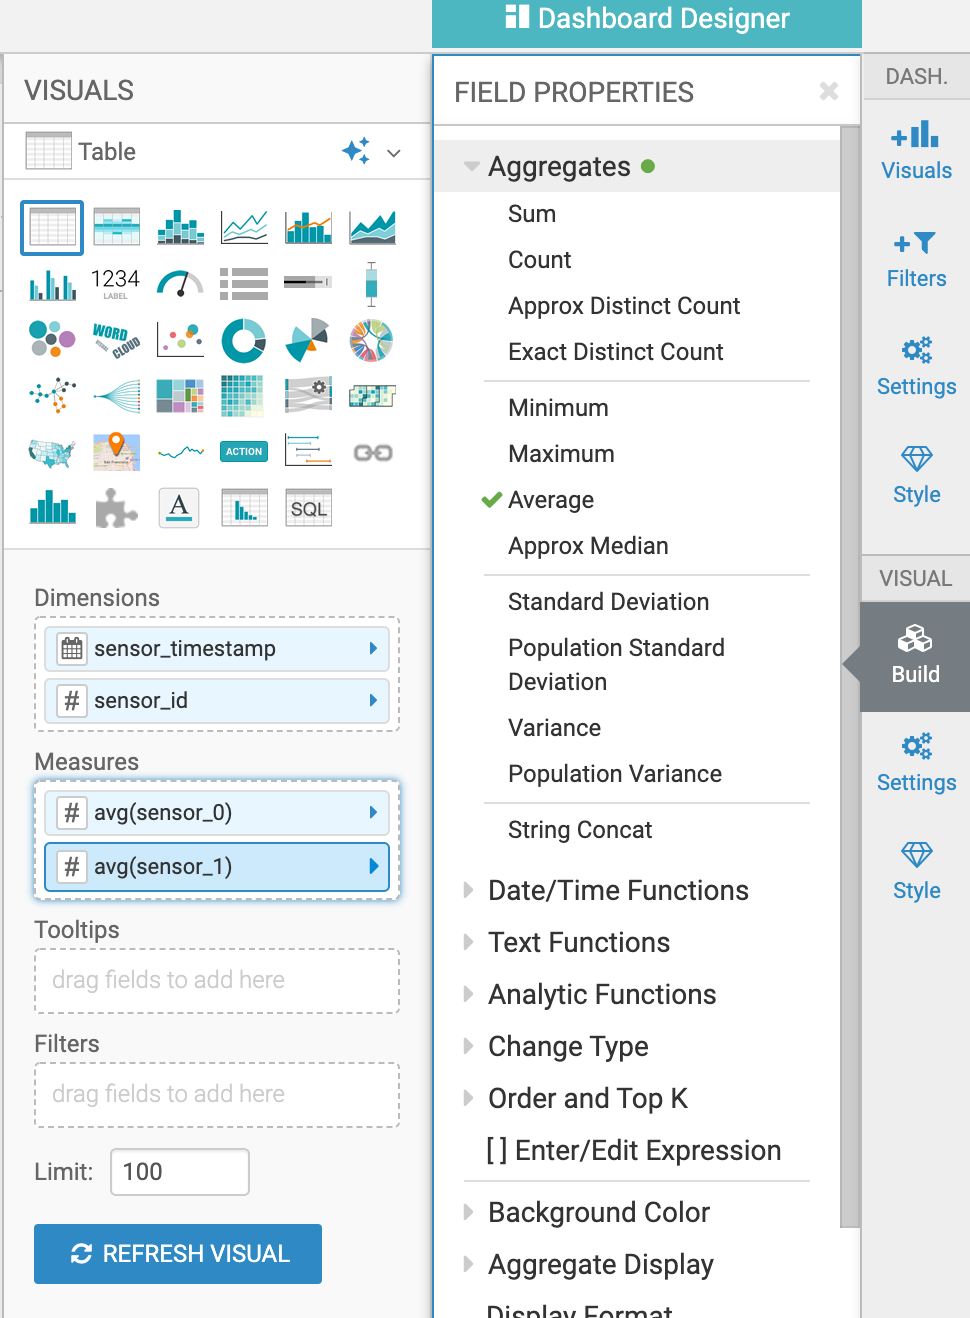 Dashboard Designer
VISUALS
Table
1234
LABEL
WORD
CLOUD
ACTION
A
SQL
Dimensions
sensor_timestamp
# sensor_id
Measures
# avg(sensor_0)
# avg(sensor_1)
Tooltips
drag fields to add here
Filters
drag fields to add here
Limit: 100
REFRESH VISUAL
FIELD PROPERTIES
Aggregates
Sum
Count
Approx Distinct Count
Exact Distinct Count
Minimum
Maximum
Average
Approx Median
Standard Deviation
Population Standard
Deviation
Variance
Population Variance
String Concat
Date/Time Functions
Text Functions
Analytic Functions
Change Type
Order and Top K
[ ] Enter/Edit Expression
Background Color
Aggregate Display
Display Format
DASH.
Visuals
Filters
Settings
Style
VISUAL
Build
Settings
Style